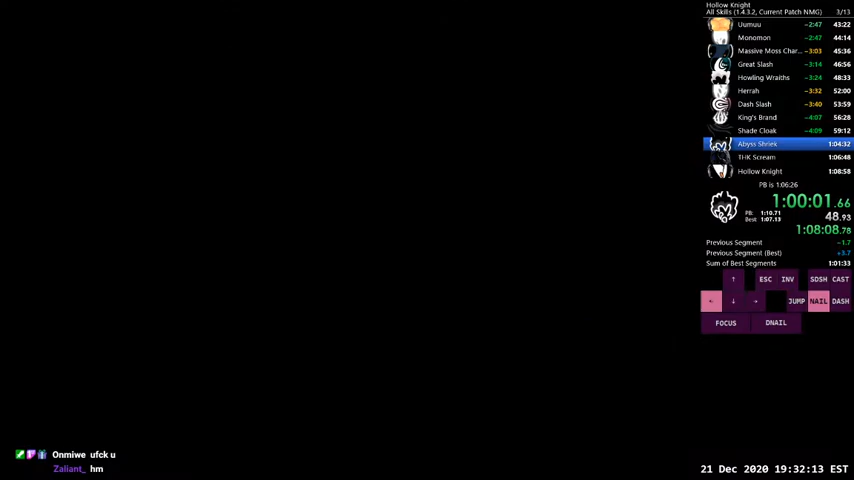 Hollow Knight
All Skills (1.4.3.2, Current Patch NMG) 3/13
Uumuu -2:47 43:22
Monomon -2:47 44:14
Massive Moss Char... -3:03 45:36
Great Slash -3:14 46:56
Howling Wraiths -3:24 48:33
Herrah -3:32 52:00
Dash Slash -3:40 53:59
King's Brand -4:07 56:28
Shade Cloak -4:09 59:12
Abyss Shriek 1:04:32
THK Scream 1:06:48
Hollow Knight 1:08:58
PB is 1:06:26
1:00:01.66
PB: 1:10.71 48.93
Best 1:07.13
1:08:08.78
Previous Segment -1.7
Previous Segment (Best) +3.7
Sum of Best Segments 1:01:33
↑ ESC INV SDSH CAST
← ↓ → JUMP NAIL DASH
FOCUS DNAIL
Onmiwe ufck u
Zaliant_ hm
21 Dec 2020 19:32:13 EST